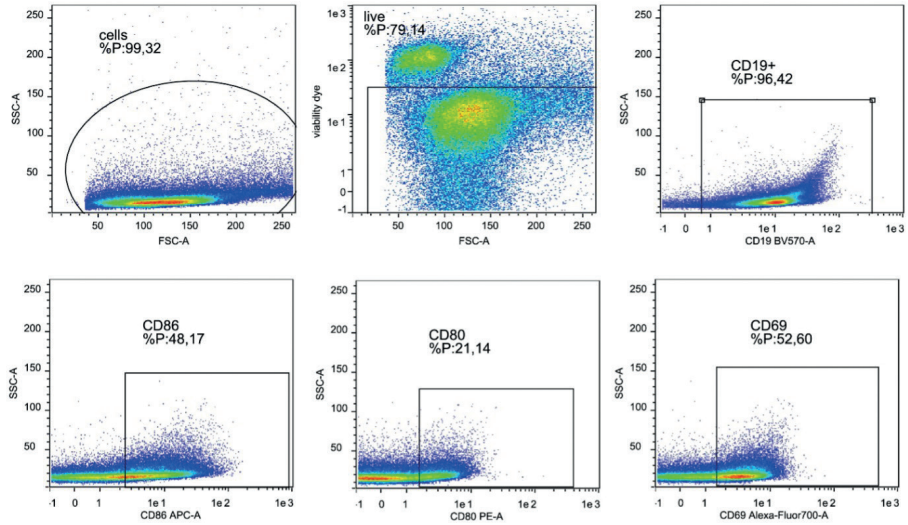 cells
%P:99,32
SSC-A
250
200
150
100
50
50
100
150
200
250
FSC-A
live
%P:79,14
viability dye
1e3
1e2
1e1
1
0
-1
50
100
150
200
250
FSC-A
CD19+
%P:96,42
SSC-A
250
200
150
100
50
-1
0
1
1e1
1e2
1e3
CD19 BV570-A
CD86
%P:48,17
SSC-A
250
200
150
100
50
-1
0
1
1e1
1e2
1e3
CD86 APC-A
CD80
%P:21,14
SSC-A
250
200
150
100
50
-1
0
1
1e1
1e2
1e3
CD80 PE-A
CD69
%P:52,60
SSC-A
250
200
150
100
50
-1
0
1
1e1
1e2
1e3
CD69 Alexa-Fluor700-A